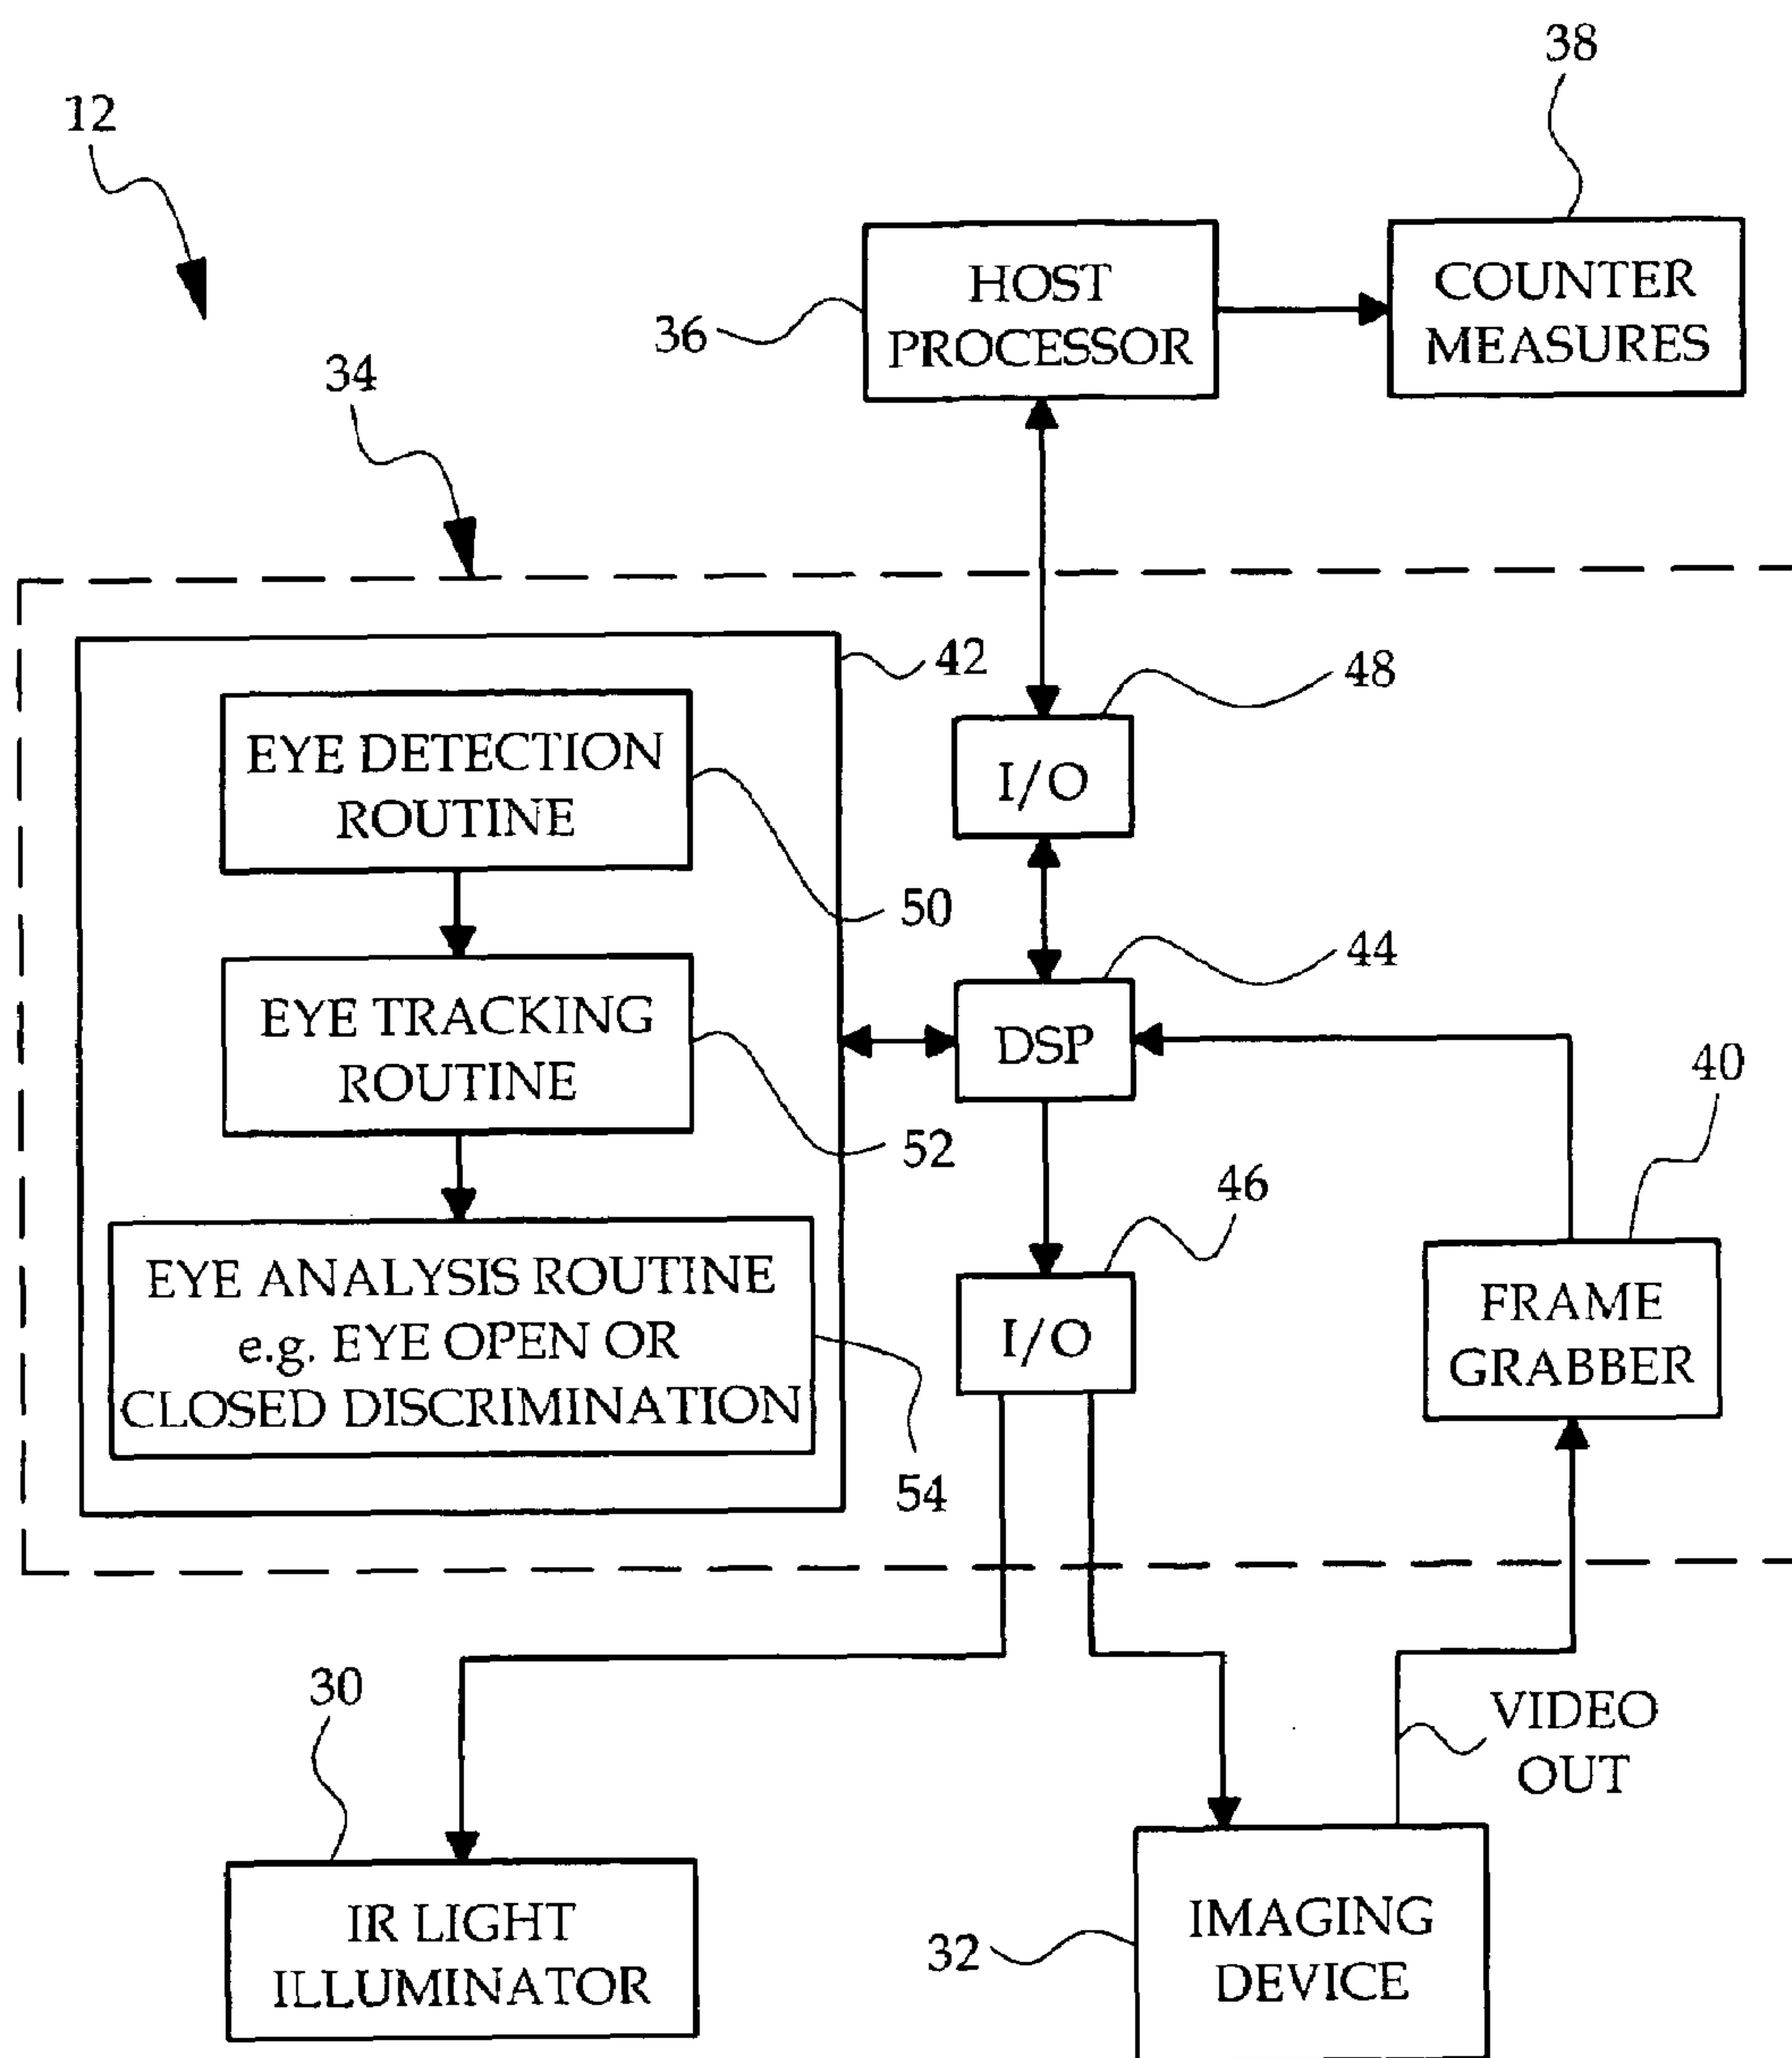 38
12
HOST
PROCESSOR
36
COUNTER
MEASURES
34
42
48
EYE DETECTION
ROUTINE
I/O
50
44
EYE TRACKING
ROUTINE
DSP
40
52
46
EYE ANALYSIS ROUTINE
e.g. EYE OPEN OR
CLOSED DISCRIMINATION
I/O
FRAME
GRABBER
54
30
VIDEO
OUT
IR LIGHT
ILLUMINATOR
32
IMAGING
DEVICE